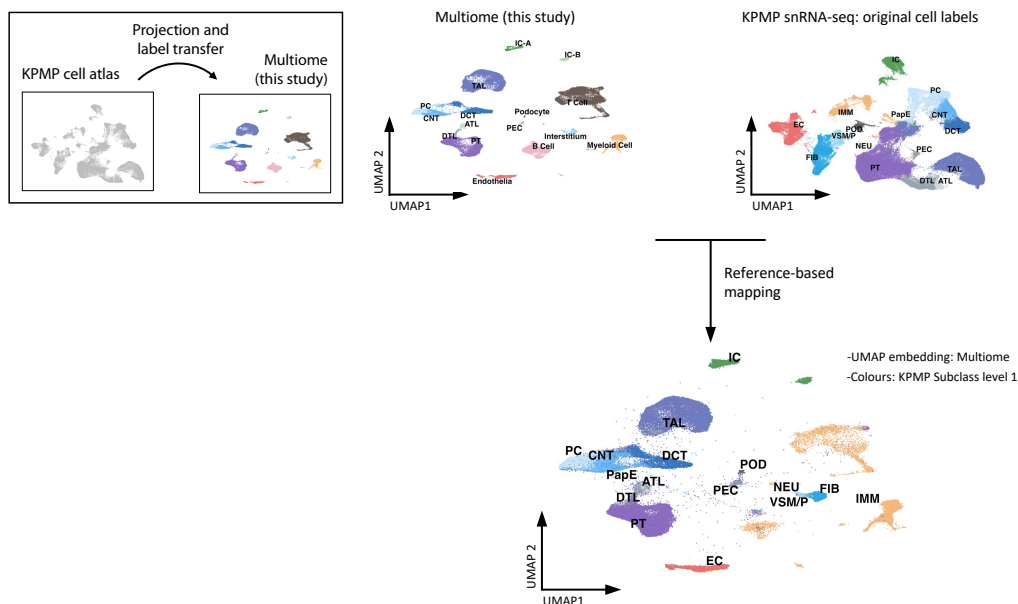 Projection and
label transfer
KPMP cell atlas
Multiome
(this study)
Multiome (this study)
IC-A
IC-B
TAL
T Cell
PC
CNT
DCT
ATL
Podocyte
PEC
DTL
PT
Interstitium
B Cell
Myeloid Cell
Endothelia
UMAP 2
UMAP1
KPMP snRNA-seq: original cell labels
IC
PC
IMM
PapE
EC
POD
CNT
VSM/P
DCT
NEU
PEC
FIB
PT
TAL
DTL
ATL
UMAP 2
UMAP1
Reference-based
mapping
-UMAP embedding: Multiome
-Colours: KPMP Subclass level 1
IC
TAL
PC
CNT
DCT
POD
PapE
ATL
PEC
NEU
FIB
DTL
VSM/P
IMM
PT
EC
UMAP 2
UMAP1